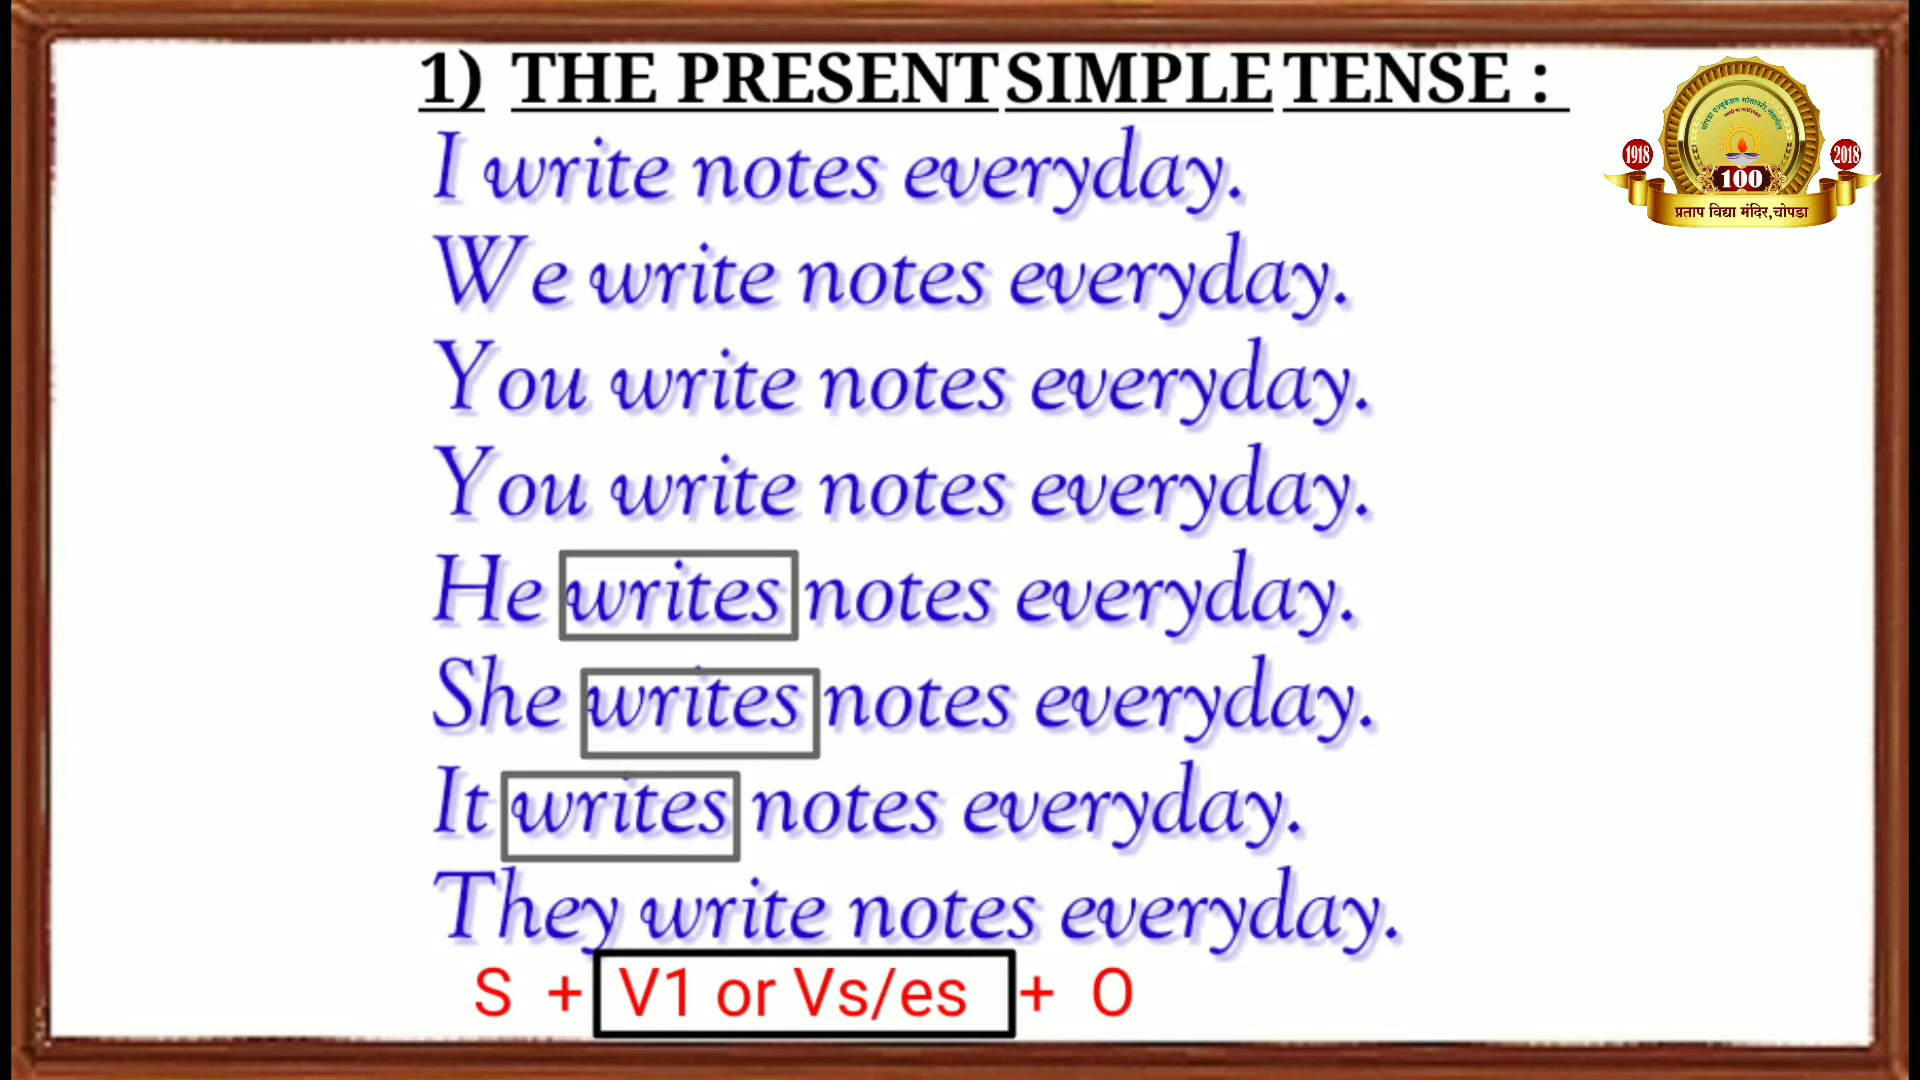 1) THE PRESENT SIMPLE TENSE :
I write notes everyday.
We write notes everyday.
You write notes everyday.
You write notes everyday.
He writes notes everyday.
She writes notes everyday.
It writes notes everyday.
They write notes everyday.
S + V1 or Vs/es + O
1918
2018
100
प्रताप विद्या मंदिर,चोपडा